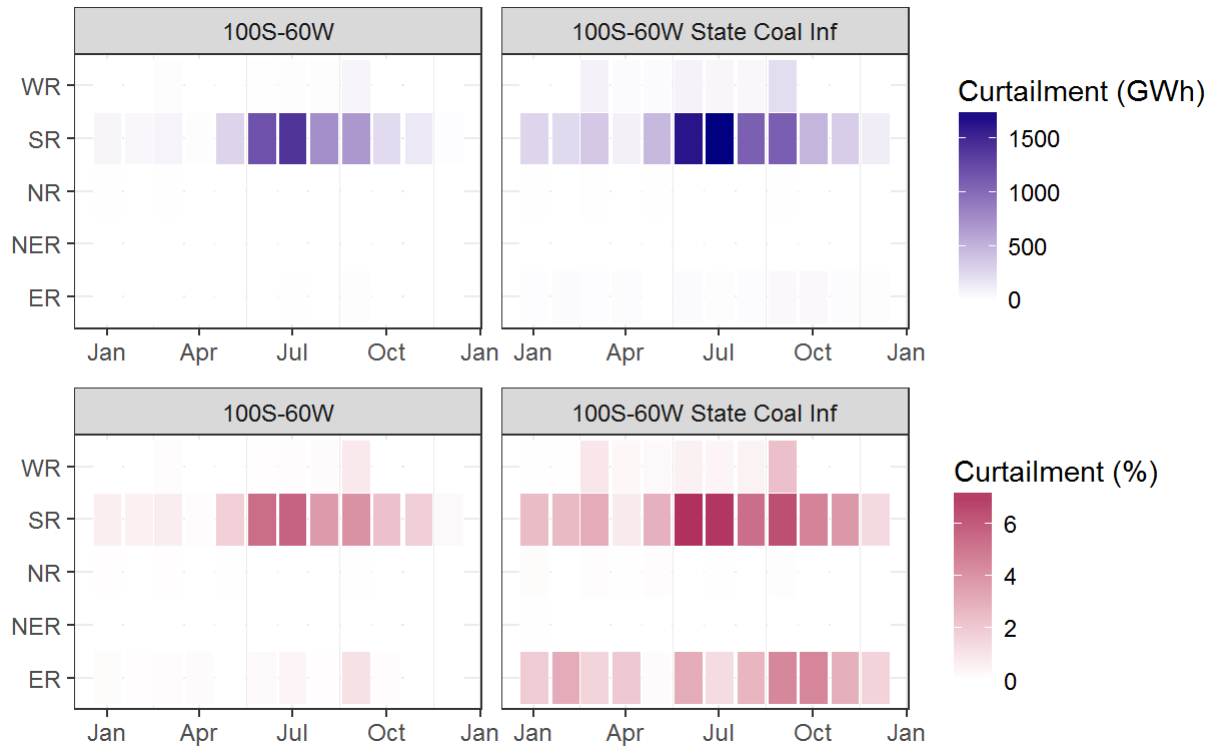 100S-60W
100S-60W State Coal Inf
WR
SR
NR
NER
ER
Jan Apr Jul Oct Jan
Jan Apr Jul Oct Jan
Curtailment (GWh)
1500
1000
500
0
100S-60W
100S-60W State Coal Inf
WR
SR
NR
NER
ER
Jan Apr Jul Oct Jan
Jan Apr Jul Oct Jan
Curtailment (%)
6
4
2
0